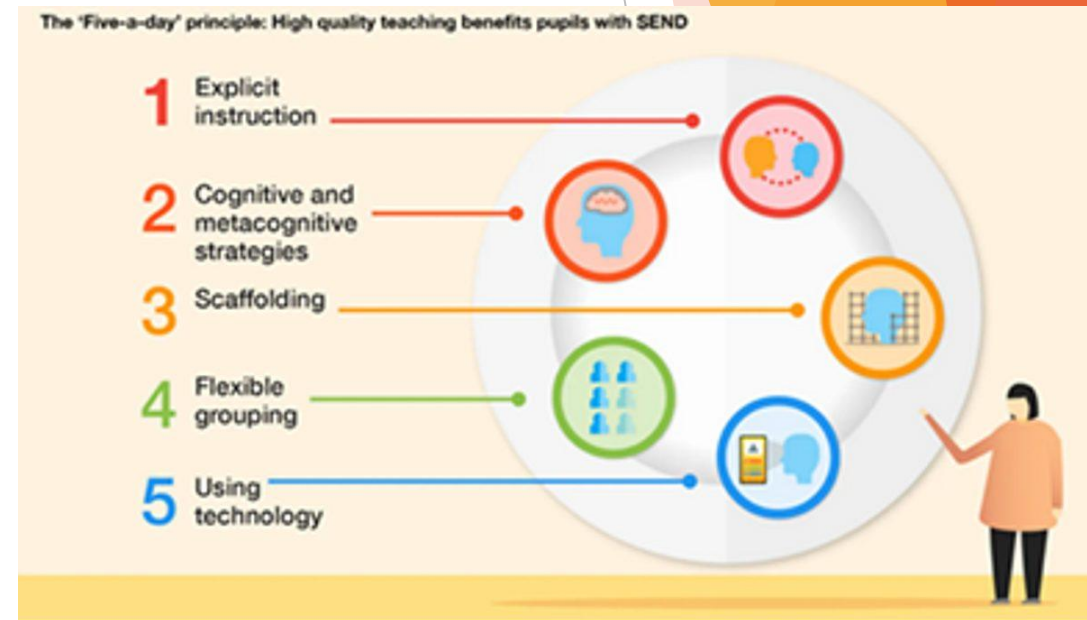 The 'Five-a-day' principle: High quality teaching benefits pupils with SEND
1 Explicit
instruction
2 Cognitive and
metacognitive
strategies
3 Scaffolding
4 Flexible
grouping
5 Using
technology